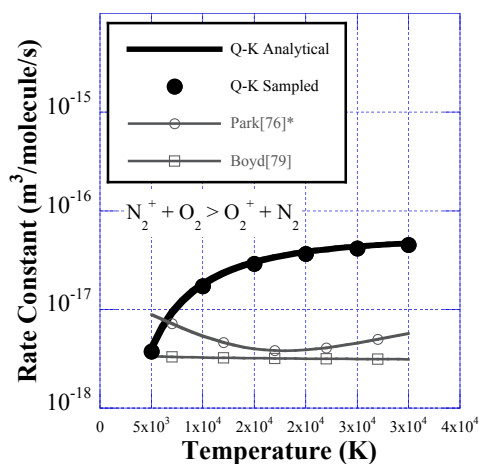 Q-K Analytical
Q-K Sampled
Park[76]*
Boyd[79]
N₂⁺ + O₂ > O₂⁺ + N₂
Rate Constant (m³/molecule/s)
10⁻¹⁵
10⁻¹⁶
10⁻¹⁷
10⁻¹⁸
0 5x10³ 1x10⁴ 2x10⁴ 2x10⁴ 3x10⁴ 3x10⁴ 4x10⁴
Temperature (K)